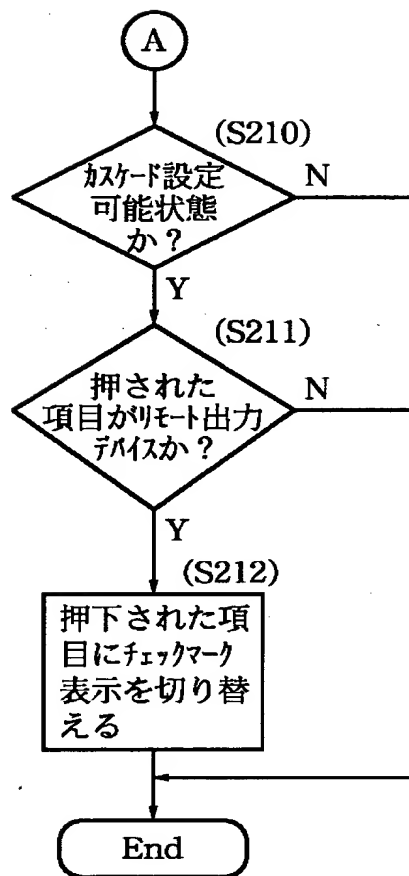 A
(S210)
カスケード設定
可能状態
か？
N
Y
(S211)
押された
項目がリモート出力
デバイスか？
N
Y
(S212)
押下された項
目にチェックマーク
表示を切り替
える
End